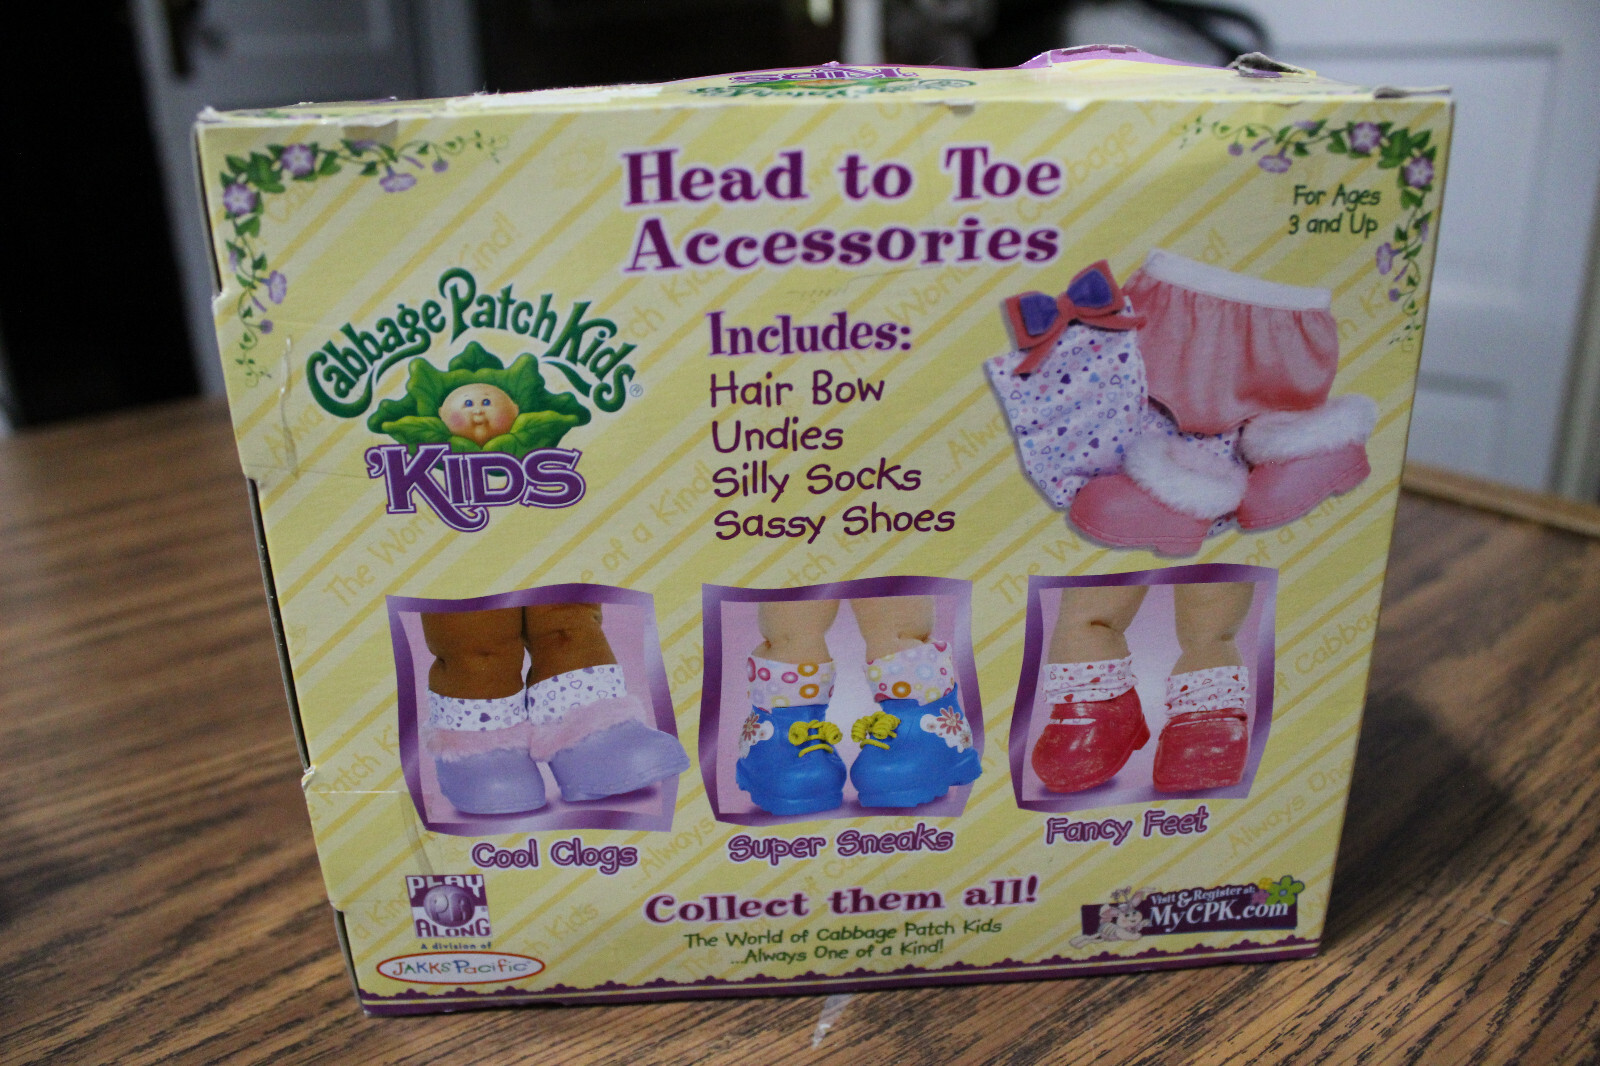 'KIDS
Head to Toe
Accessories
For Ages
3 and Up
Cabbage Patch Kids®
'KIDS
Includes:
Hair Bow
Undies
Silly Socks
Sassy Shoes
Cool Clogs
Super Sneaks
Fancy Feet
PLAY
PA
ALONG
A division of
JAKKS Pacific
Collect them all!
The World of Cabbage Patch Kids
...Always One of a Kind!
Visit & Register at:
MyCPK.com